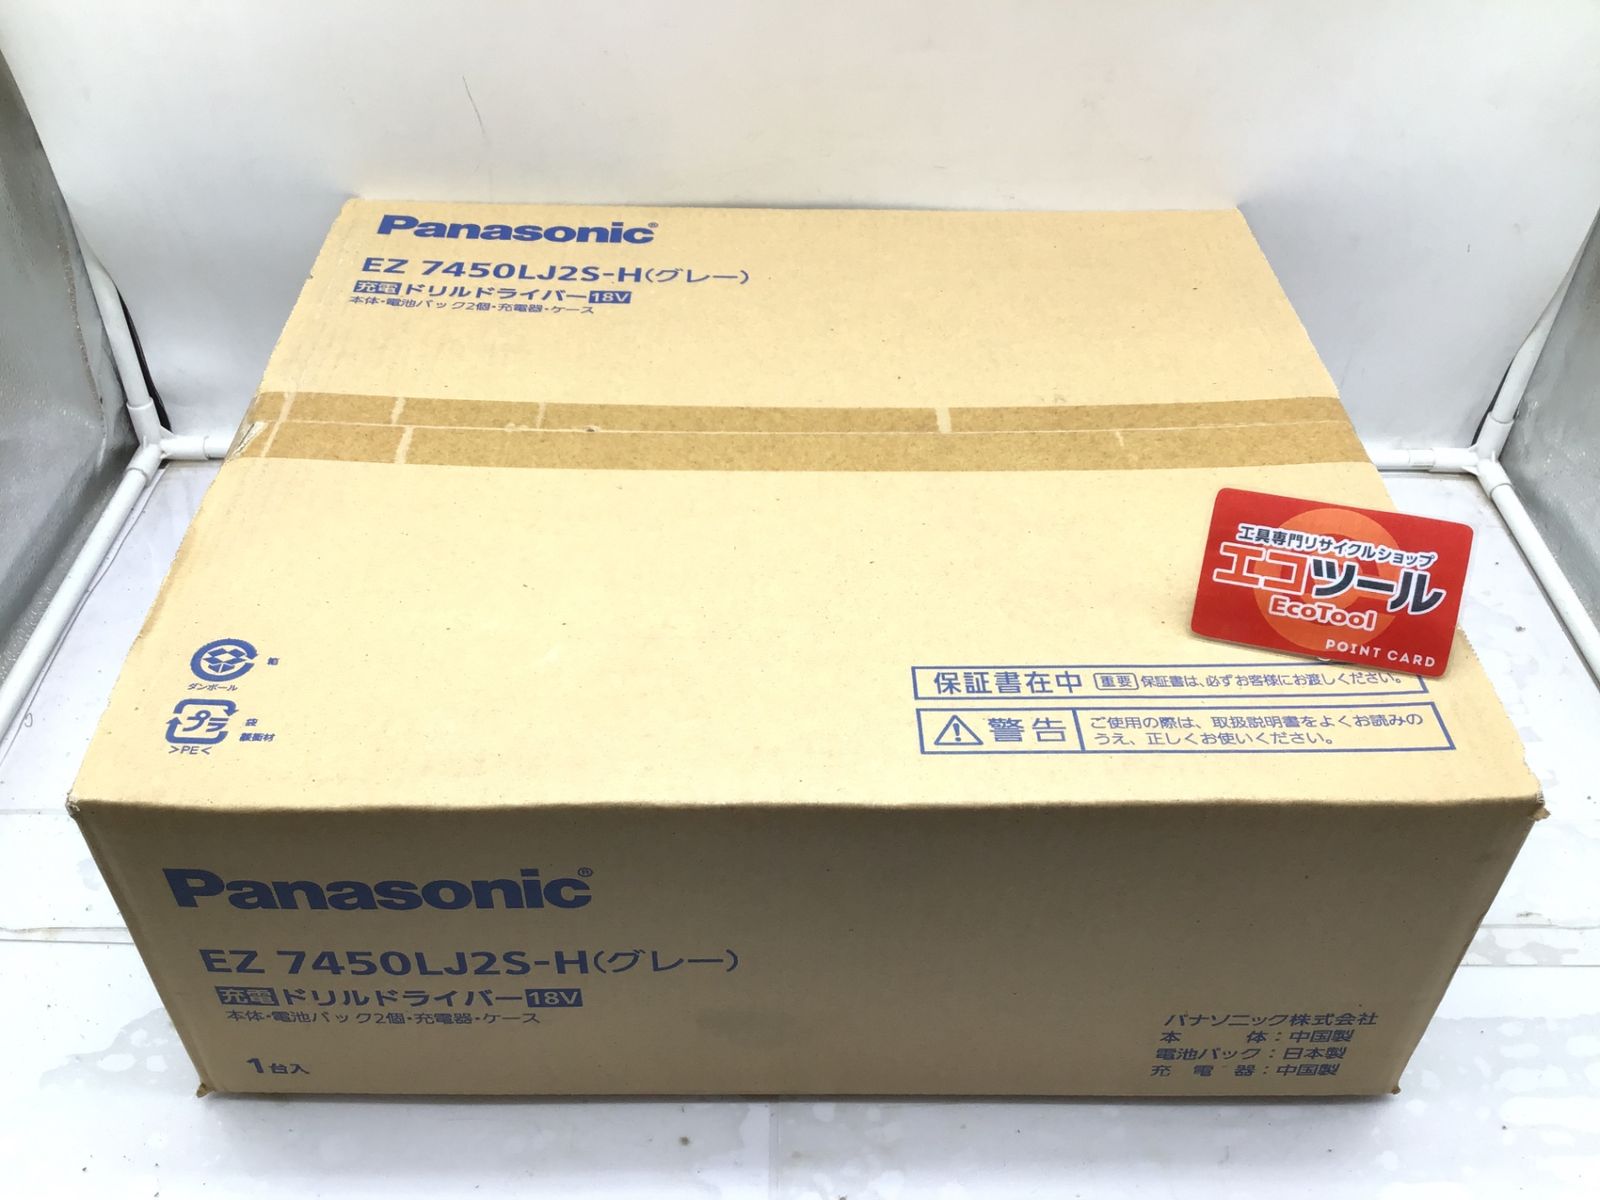 Panasonic®
EZ 7450LJ2S-H(グレー)
充電ドリルドライバー18V
本体・電池パック2個・充電器・ケース
工具専門リサイクルショップ
エコツール
EcoTool
POINT CARD
箱
ダンボール
プラ
袋
緩衝材
>PE<
保証書在中 重要 保証書は、必ずお客様にお渡しください。
警告 ご使用の際は、取扱説明書をよくお読みの
うえ、正しくお使いください。
Panasonic®
EZ 7450LJ2S-H(グレー)
充電ドリルドライバー18V
本体・電池パック2個・充電器・ケース
1台入
パナソニック株式会社
本体：中国製
電池パック：日本製
充電器：中国製